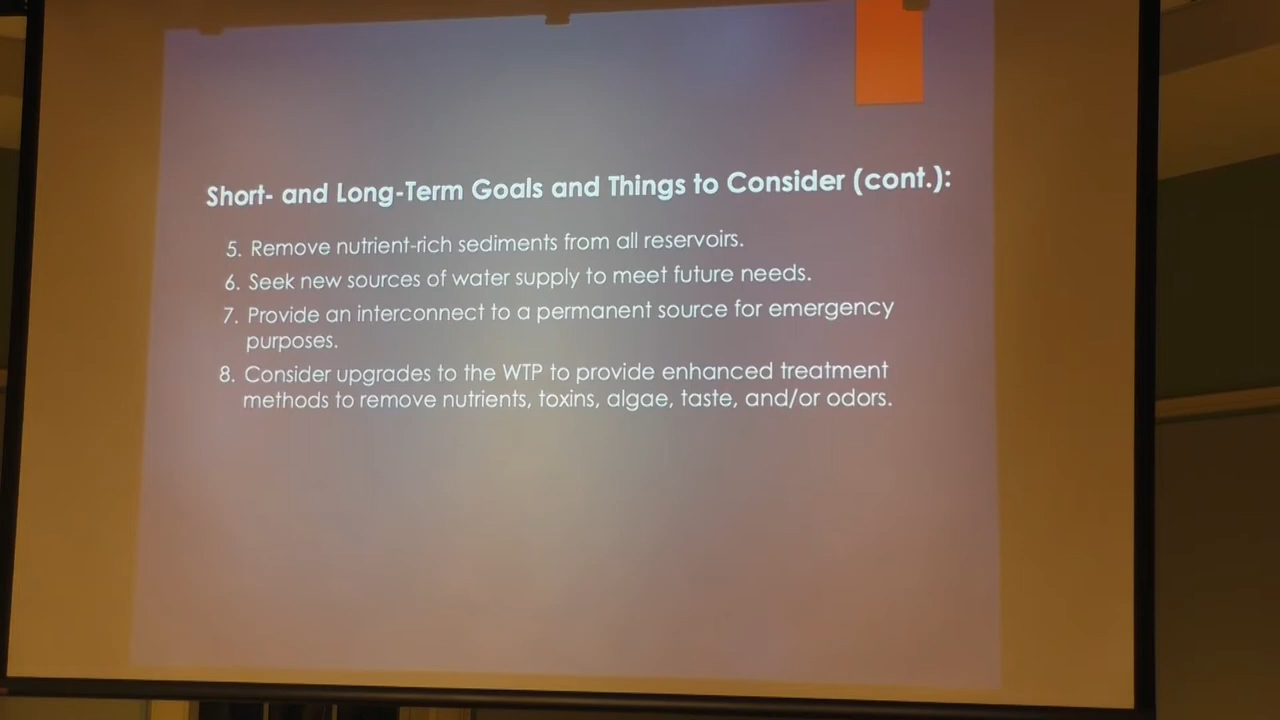 Short- and Long-Term Goals and Things to Consider (cont.):
5. Remove nutrient-rich sediments from all reservoirs.
6. Seek new sources of water supply to meet future needs.
7. Provide an interconnect to a permanent source for emergency
purposes.
8. Consider upgrades to the WTP to provide enhanced treatment
methods to remove nutrients, toxins, algae, taste, and/or odors.